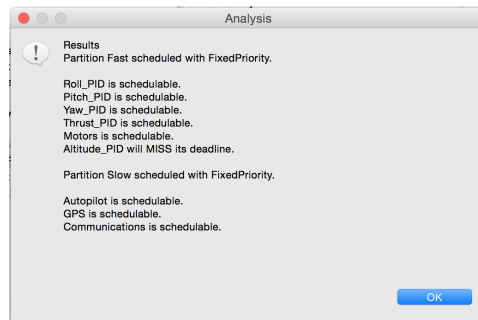 Analysis
Results
Partition Fast scheduled with FixedPriority.
Roll_PID is schedulable.
Pitch_PID is schedulable.
Yaw_PID is schedulable.
Thrust_PID is schedulable.
Motors is schedulable.
Altitude_PID will MISS its deadline.
Partition Slow scheduled with FixedPriority.
Autopilot is schedulable.
GPS is schedulable.
Communications is schedulable.
OK